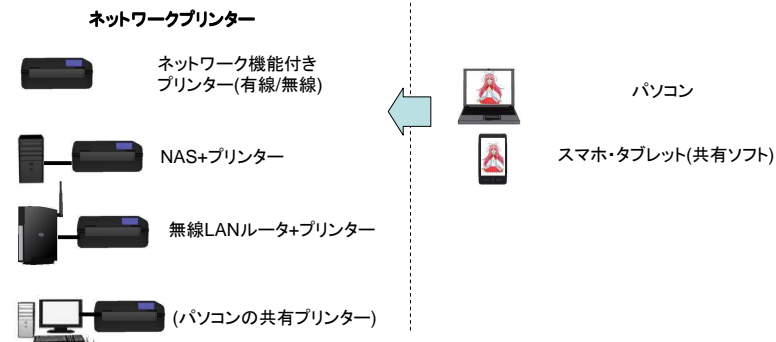 ネットワークプリンター
ネットワーク機能付き
プリンター(有線/無線)
NAS+プリンター
無線LANルータ+プリンター
(パソコンの共有プリンター)
パソコン
スマホ・タブレット(共有ソフト)